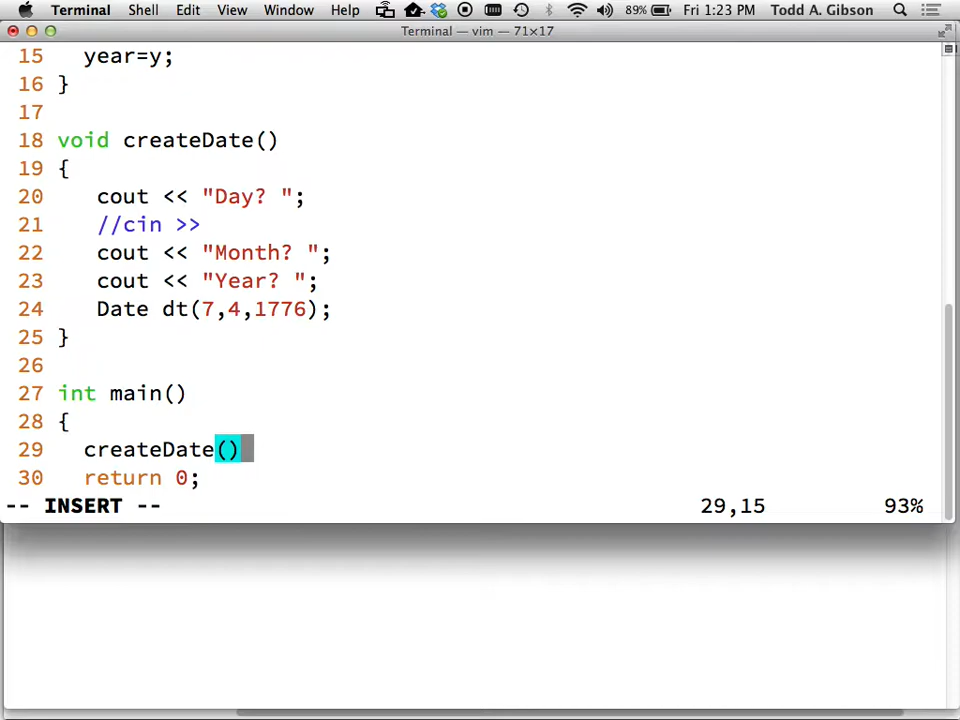 Terminal Shell Edit View Window Help 89% Fri 1:23 PM Todd A. Gibson
Terminal — vim — 71×17
15 year=y;
16 }
17
18 void createDate()
19 {
20 cout << "Day? ";
21 //cin >>
22 cout << "Month? ";
23 cout << "Year? ";
24 Date dt(7,4,1776);
25 }
26
27 int main()
28 {
29 createDate()
30 return 0;
-- INSERT -- 29,15 93%